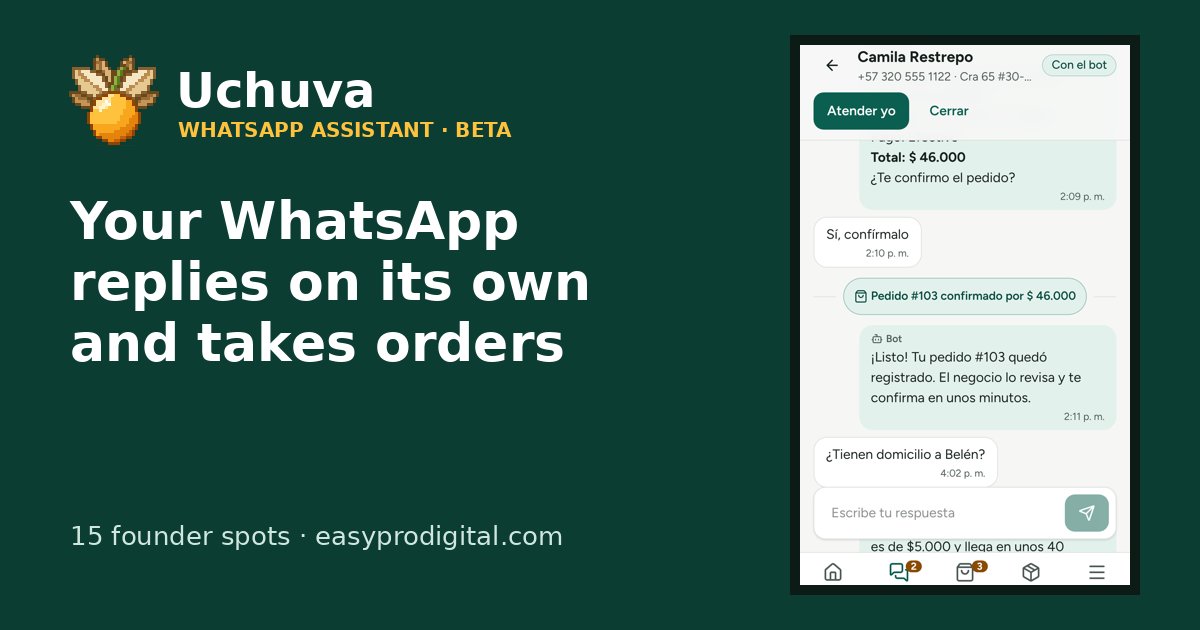 Uchuva
WHATSAPP ASSISTANT · BETA
Your WhatsApp
replies on its own
and takes orders
15 founder spots · easyprodigital.com
Camila Restrepo
+57 320 555 1122 · Cra 65 #30-...
Con el bot
Atender yo
Cerrar
Total: $ 46.000
¿Te confirmo el pedido?
2:09 p. m.
Sí, confírmalo
2:10 p. m.
Pedido #103 confirmado por $ 46.000
Bot
¡Listo! Tu pedido #103 quedó
registrado. El negocio lo revisa y te
confirma en unos minutos.
2:11 p. m.
¿Tienen domicilio a Belén?
4:02 p. m.
Escribe tu respuesta
es de $5.000 y llega en unos 40
2
3